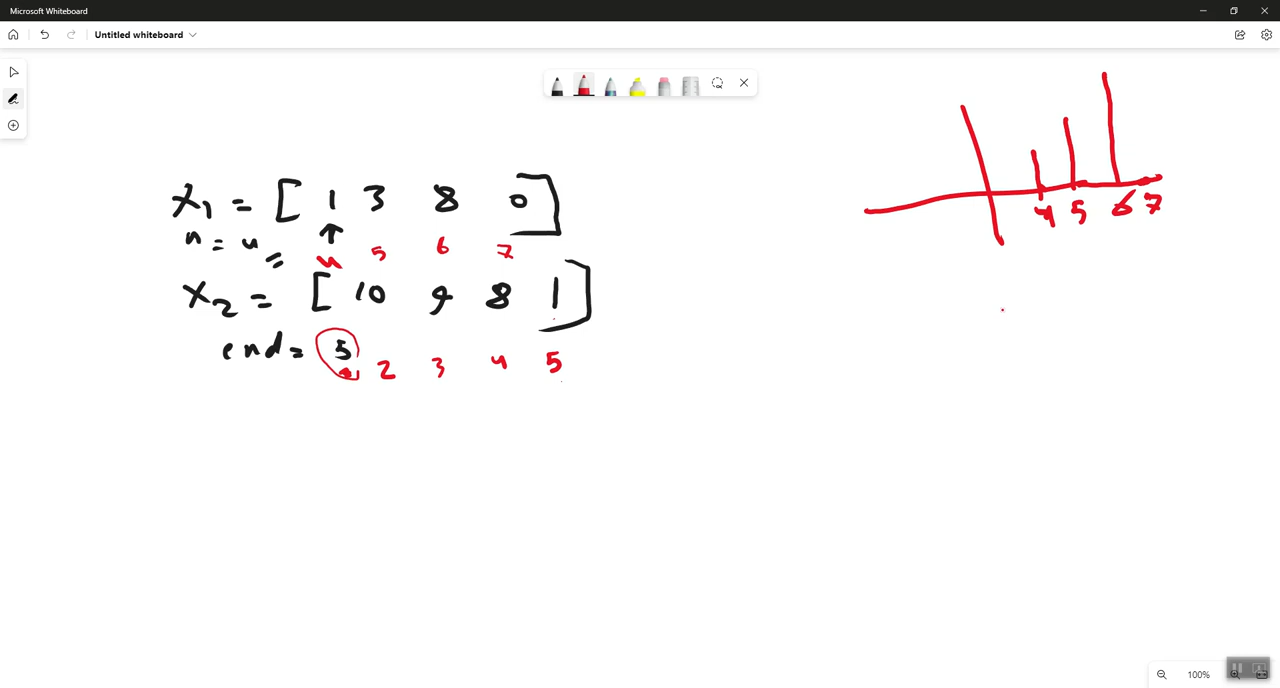 Microsoft Whiteboard
Untitled whiteboard
x₁ = [ 1 3 8 0 ]
n = 4
4 5 6 7
x₂ = [ 10 9 8 1 ]
end = 5
2 3 4 5
4 5 6 7
100%